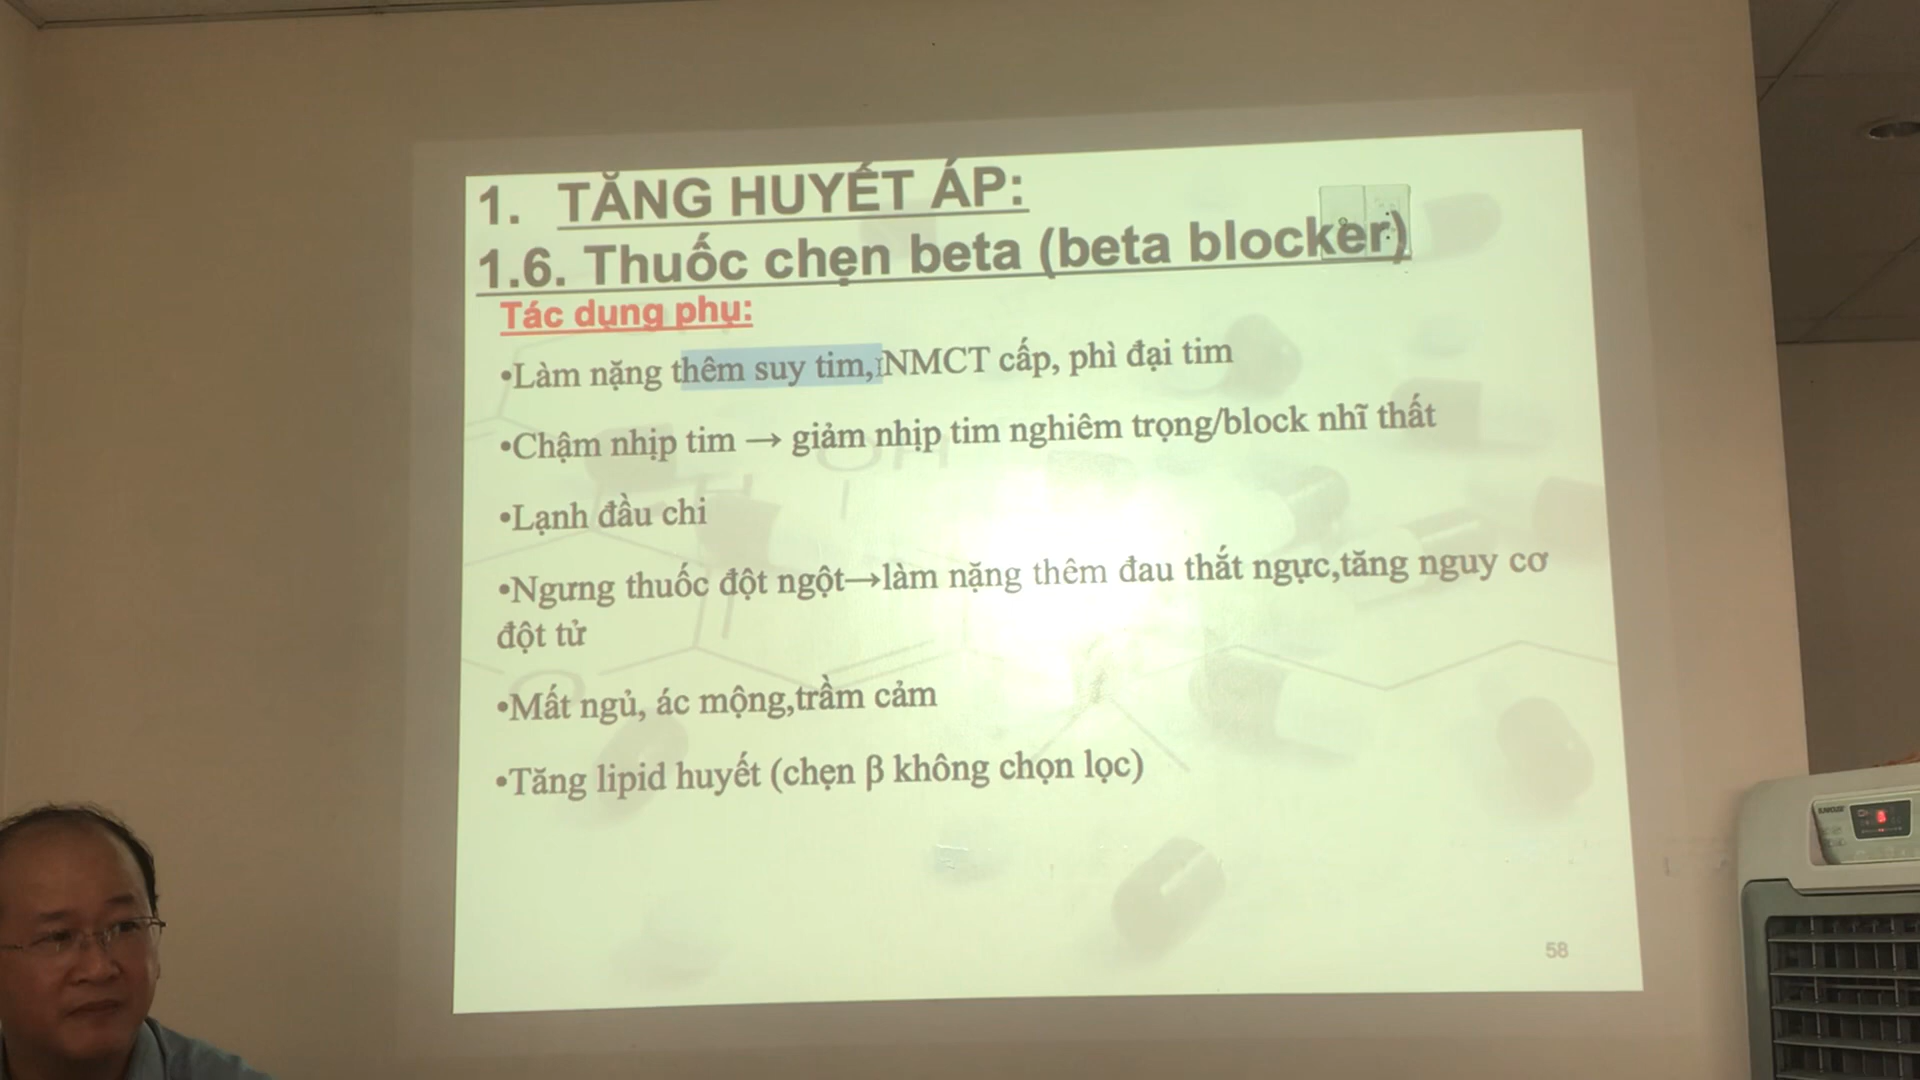 1. TĂNG HUYẾT ÁP:
1.6. Thuốc chẹn beta (beta blocker)
Tác dụng phụ:
•Làm nặng thêm suy tim, NMCT cấp, phì đại tim
•Chậm nhịp tim → giảm nhịp tim nghiêm trọng/block nhĩ thất
•Lạnh đầu chi
•Ngưng thuốc đột ngột→làm nặng thêm đau thắt ngực,tăng nguy cơ
đột tử
•Mất ngủ, ác mộng,trầm cảm
•Tăng lipid huyết (chẹn β không chọn lọc)
58